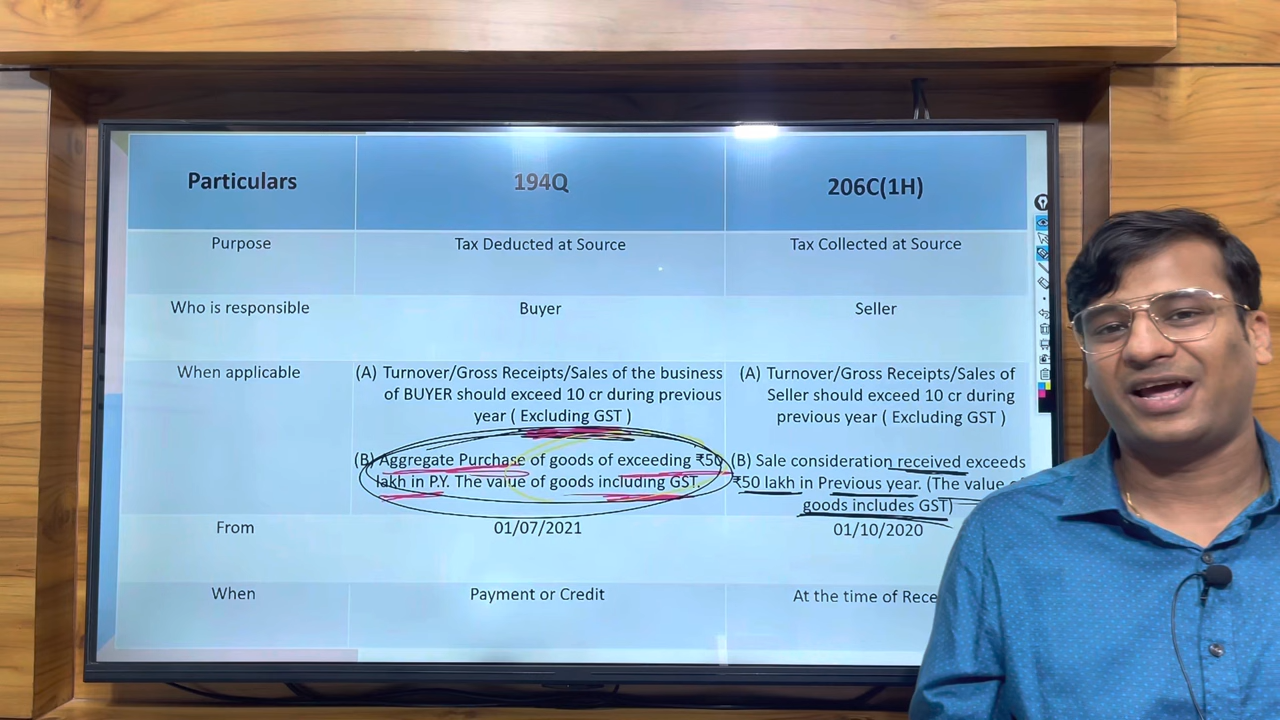 Particulars
194Q
206C(1H)
Purpose
Tax Deducted at Source
Tax Collected at Source
Who is responsible
Buyer
Seller
When applicable
(A) Turnover/Gross Receipts/Sales of the business
of BUYER should exceed 10 cr during previous
year ( Excluding GST )
(B) Aggregate Purchase of goods of exceeding ₹50
lakh in P.Y. The value of goods including GST.
(A) Turnover/Gross Receipts/Sales of
Seller should exceed 10 cr during
previous year ( Excluding GST )
(B) Sale consideration received exceeds
₹50 lakh in Previous year. (The value
goods includes GST)
From
01/07/2021
01/10/2020
When
Payment or Credit
At the time of